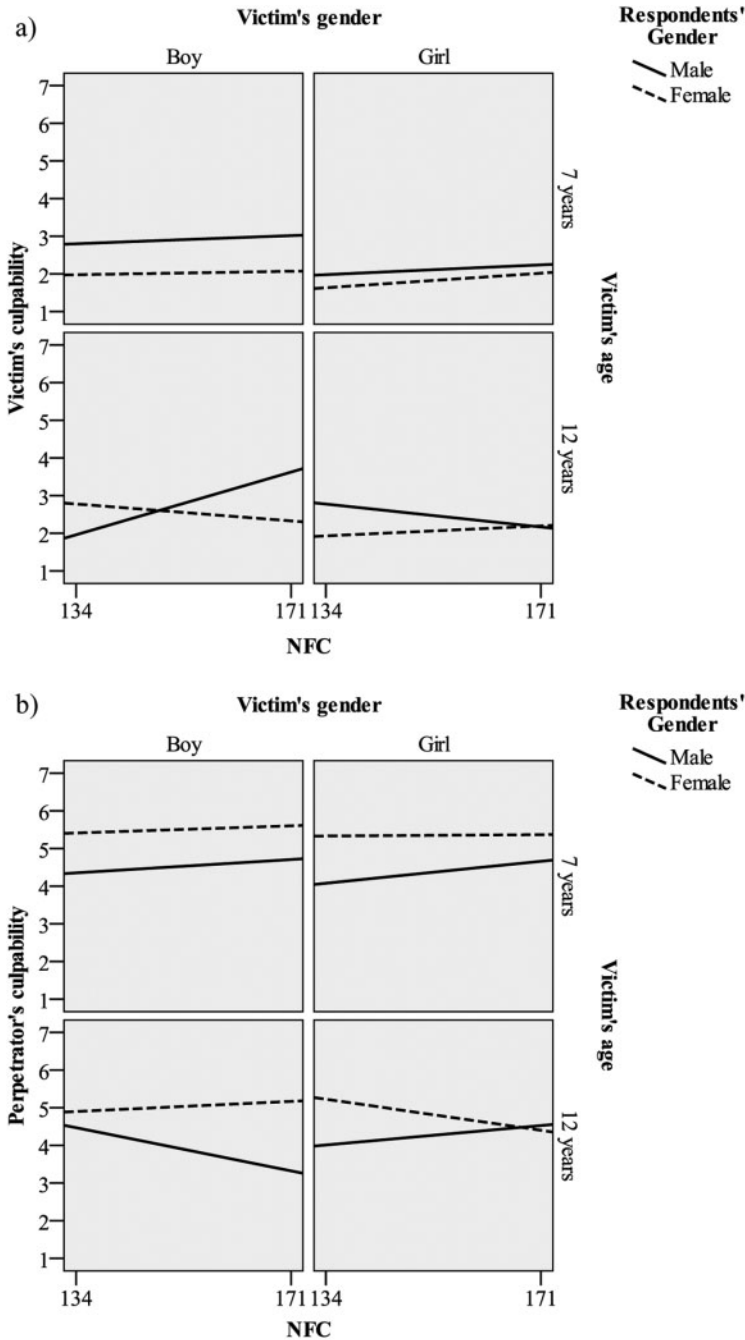 a)
Victim's gender
Respondents'
Gender
Male
Female
Boy
Girl
Victim's culpability
7
6
5
4
3
2
1
7 years
7
6
5
4
3
2
1
12 years
Victim's age
134
171
134
171
NFC
b)
Victim's gender
Respondents'
Gender
Male
Female
Boy
Girl
Perpetrator's culpability
7
6
5
4
3
2
1
7 years
7
6
5
4
3
2
1
12 years
Victim's age
134
171
134
171
NFC